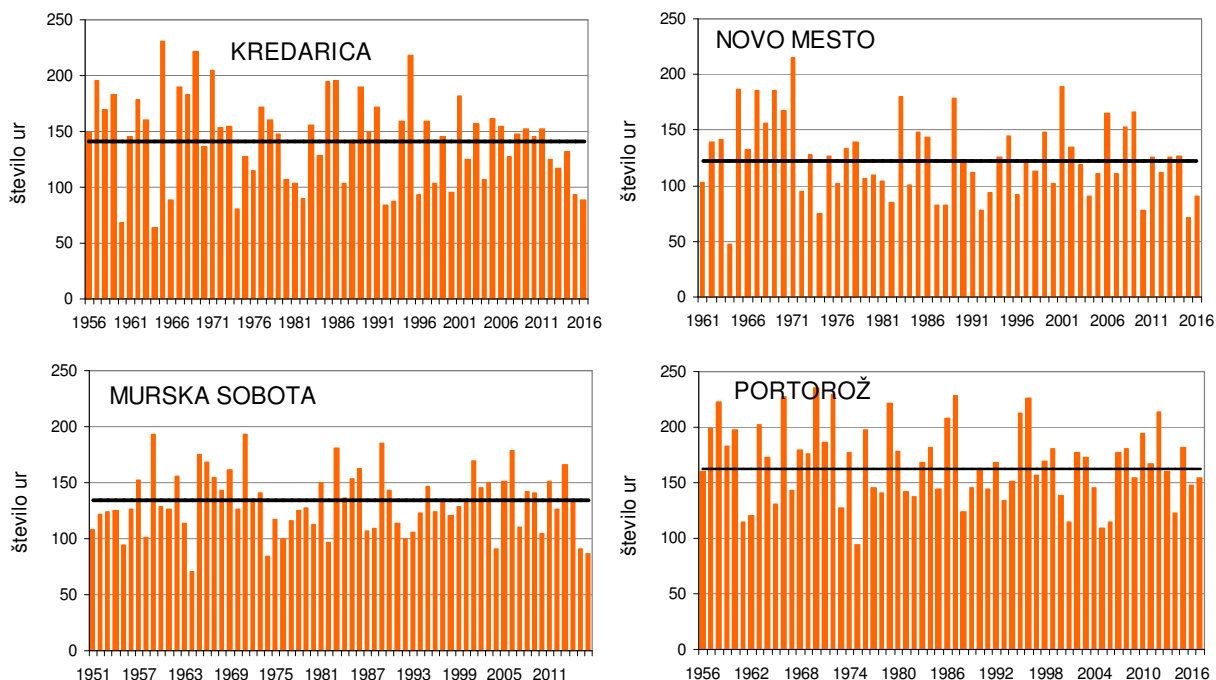 KREDARICA
število ur
250
200
150
100
50
0
1956 1961 1966 1971 1976 1981 1986 1991 1996 2001 2006 2011 2016
NOVO MESTO
število ur
250
200
150
100
50
0
1961 1966 1971 1976 1981 1986 1991 1996 2001 2006 2011 2016
MURSKA SOBOTA
število ur
250
200
150
100
50
0
1951 1957 1963 1969 1975 1981 1987 1993 1999 2005 2011
PORTOROŽ
število ur
250
200
150
100
50
0
1956 1962 1968 1974 1980 1986 1992 1998 2004 2010 2016